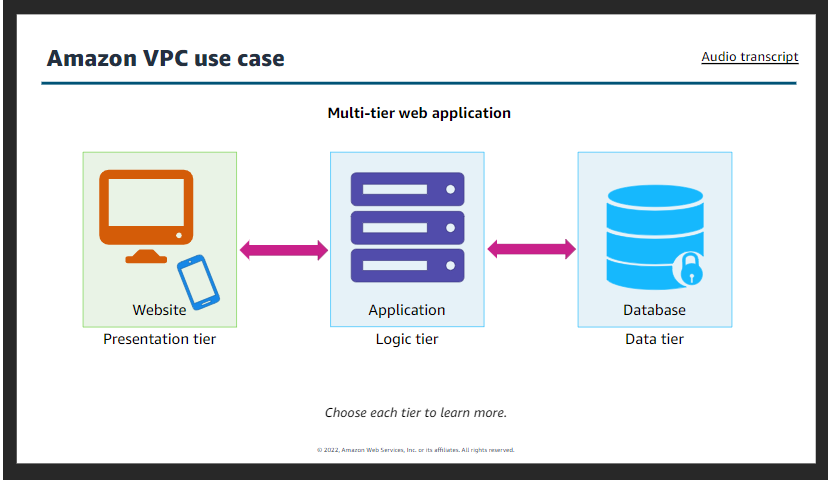 Amazon VPC use case
Audio transcript
Multi-tier web application
Website
Application
Database
Presentation tier
Logic tier
Data tier
Choose each tier to learn more.
© 2022, Amazon Web Services, Inc. or its affiliates. All rights reserved.